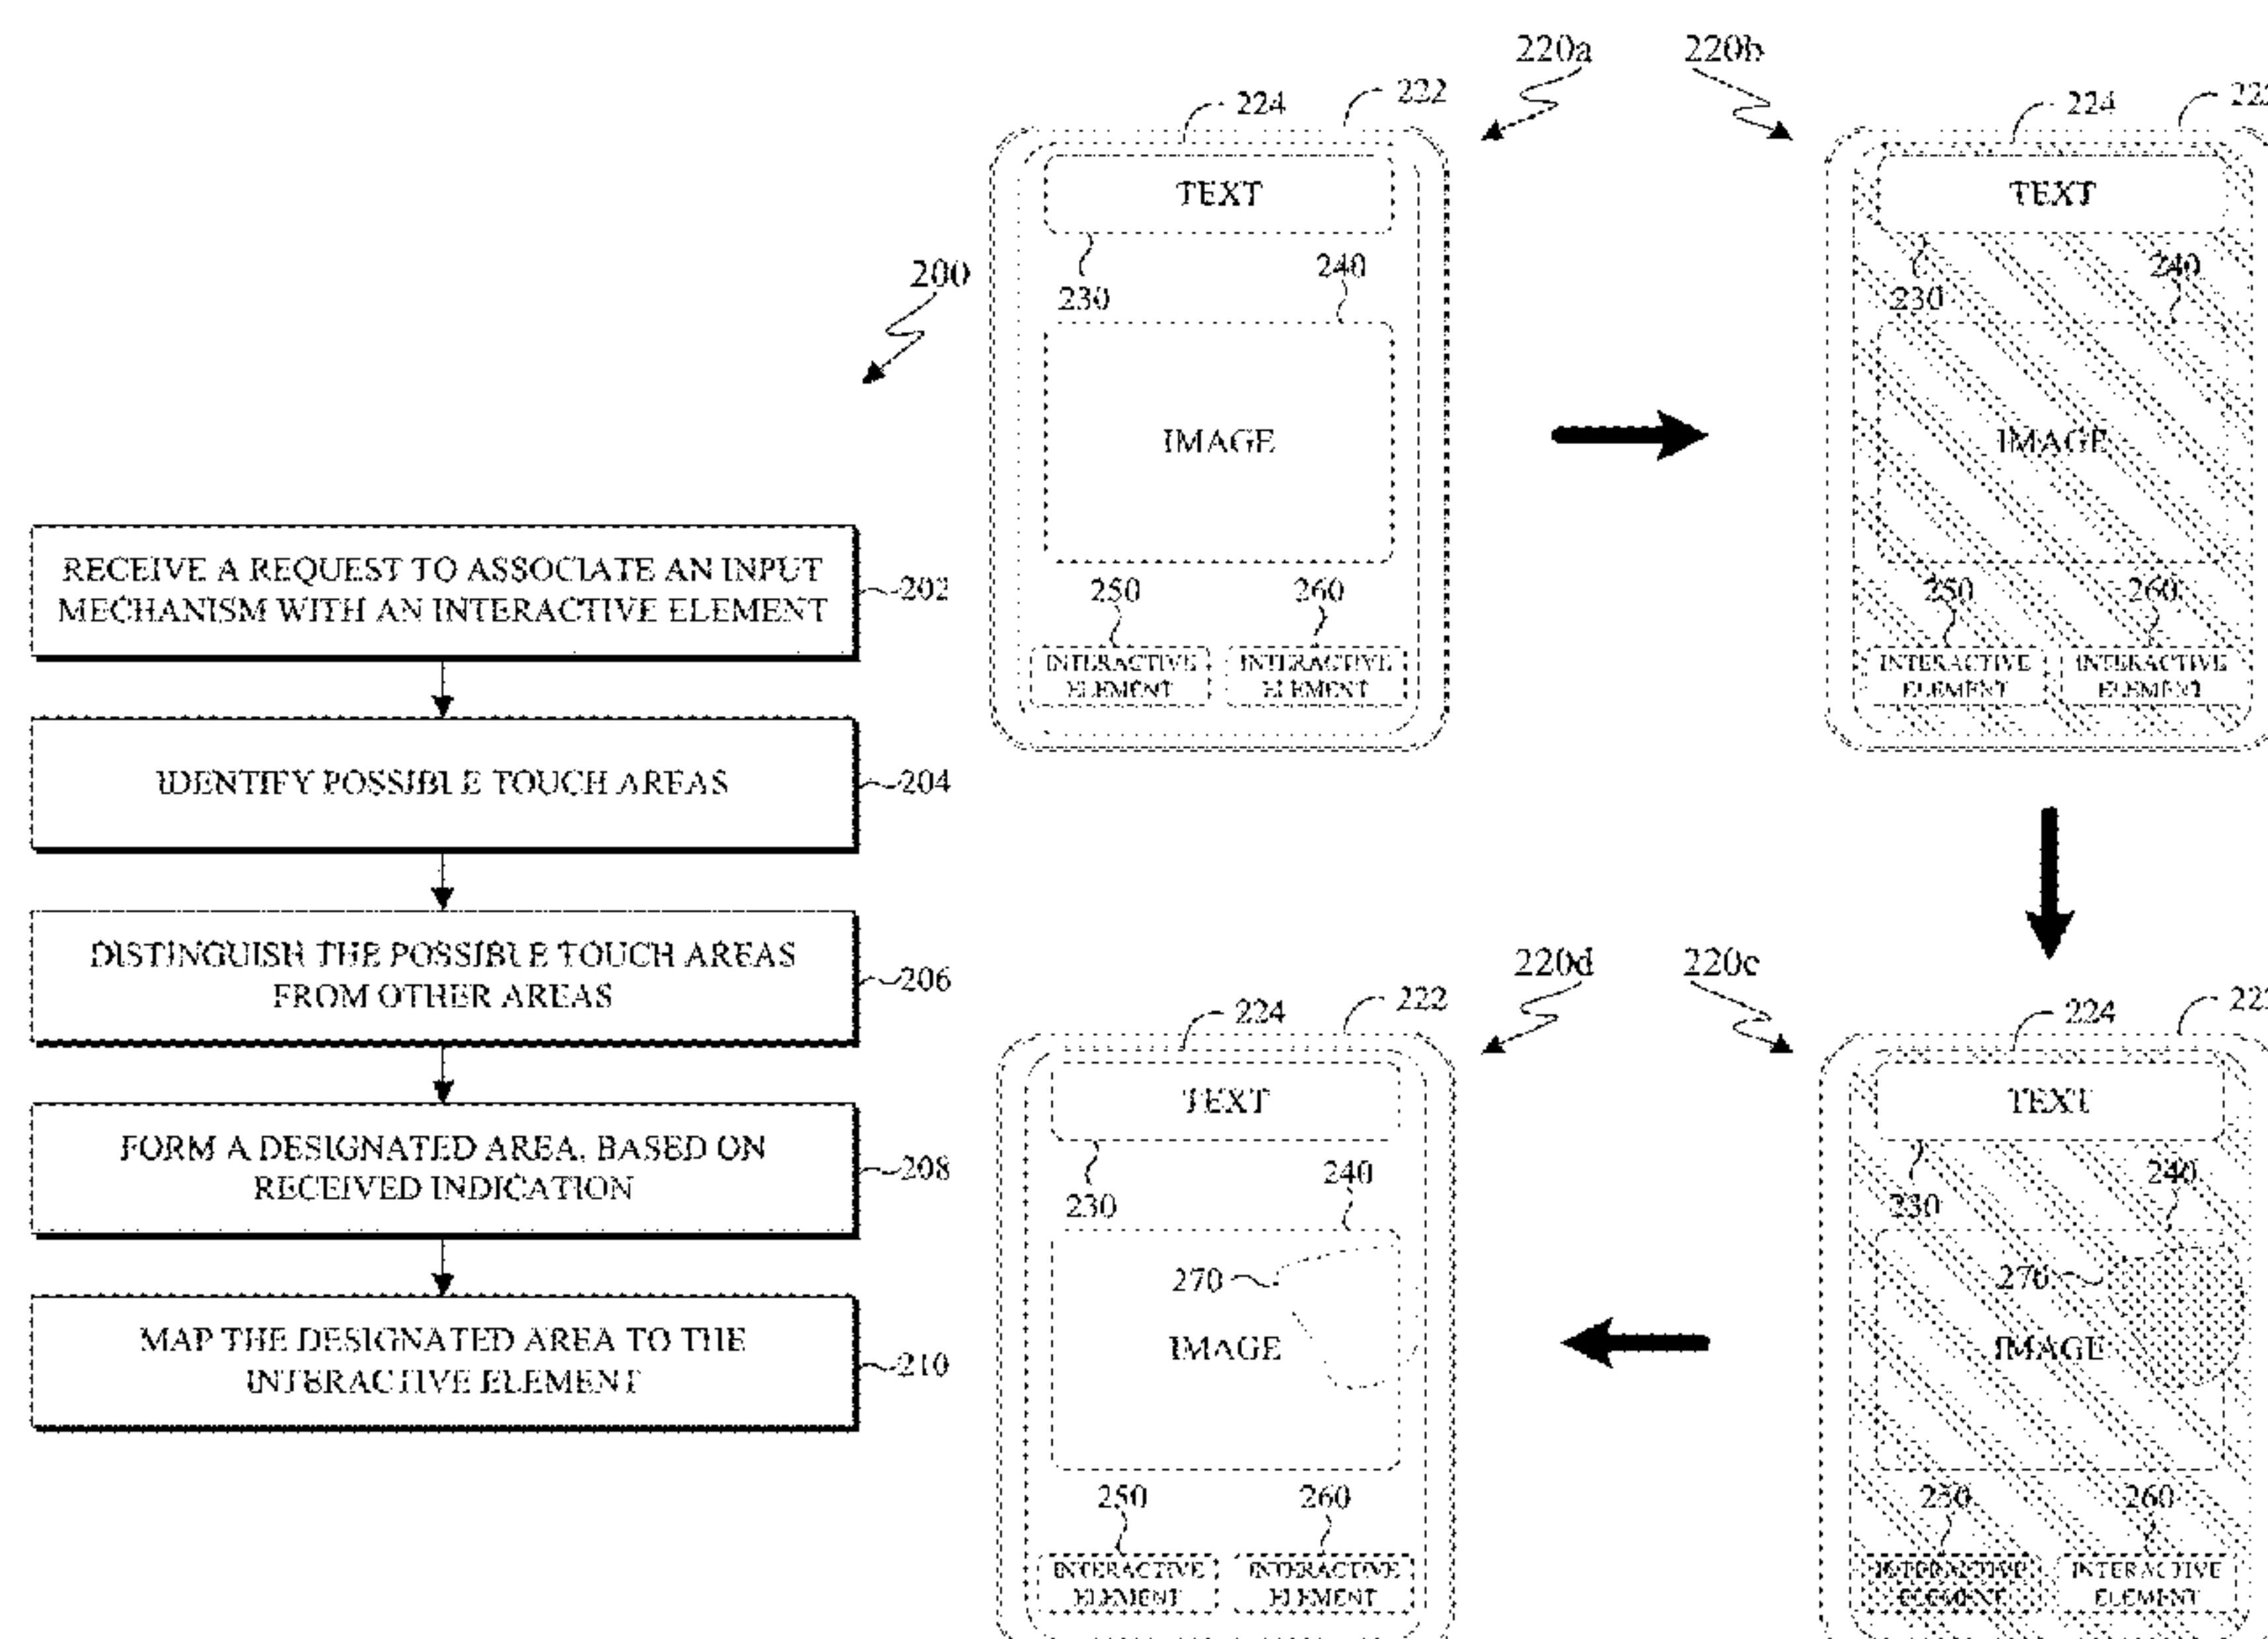 220a
220b
224
222
224
TEXT
TEXT
200
230
240
230
240
IMAGE
IMAGE
RECEIVE A REQUEST TO ASSOCIATE AN INPUT
MECHANISM WITH AN INTERACTIVE ELEMENT
202
250
260
250
260
INTERACTIVE
ELEMENT
INTERACTIVE
ELEMENT
INTERACTIVE
ELEMENT
INTERACTIVE
ELEMENT
IDENTIFY POSSIBLE TOUCH AREAS
204
DISTINGUISH THE POSSIBLE TOUCH AREAS
FROM OTHER AREAS
206
220d
220c
224
222
224
TEXT
TEXT
FORM A DESIGNATED AREA, BASED ON
RECEIVED INDICATION
208
230
240
230
240
270
270
IMAGE
IMAGE
MAP THE DESIGNATED AREA TO THE
INTERACTIVE ELEMENT
210
250
260
250
260
INTERACTIVE
ELEMENT
INTERACTIVE
ELEMENT
INTERACTIVE
ELEMENT
INTERACTIVE
ELEMENT